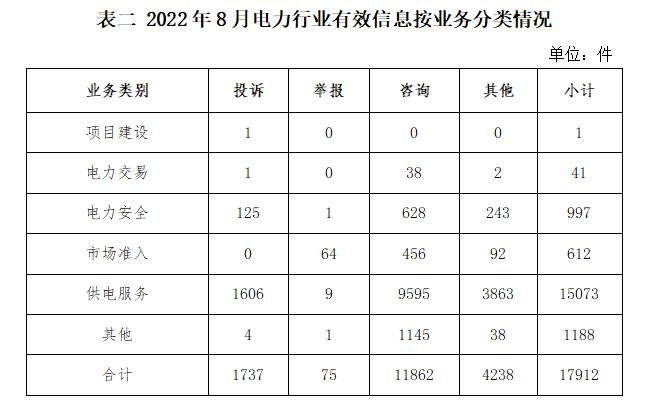 表二 2022 年 8 月电力行业有效信息按业务分类情况
单位：件
业务类别 投诉 举报 咨询 其他 小计
项目建设 1 0 0 0 1
电力交易 1 0 38 2 41
电力安全 125 1 628 243 997
市场准入 0 64 456 92 612
供电服务 1606 9 9595 3863 15073
其他 4 1 1145 38 1188
合计 1737 75 11862 4238 17912